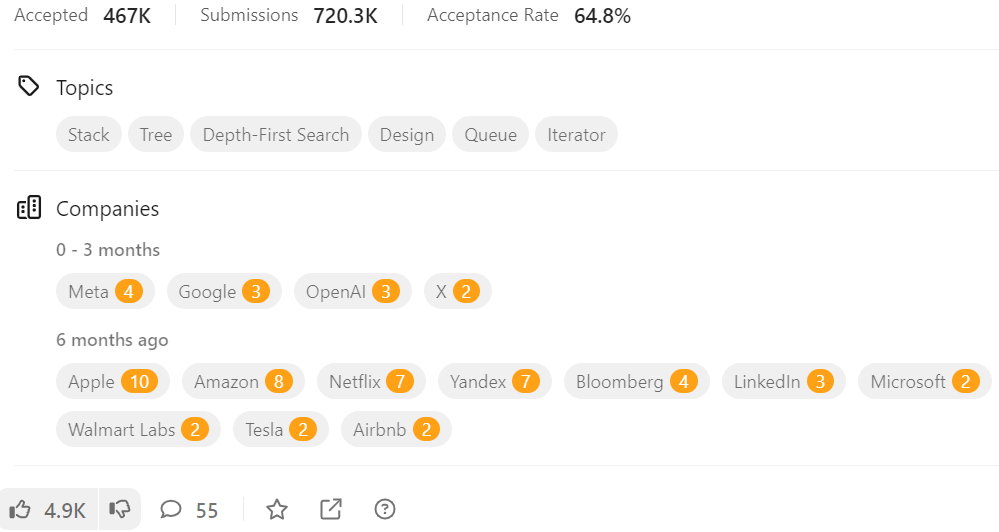 Accepted 467K Submissions 720.3K Acceptance Rate 64.8%
Topics
Stack Tree Depth-First Search Design Queue Iterator
Companies
0 - 3 months
Meta 4 Google 3 OpenAI 3 X 2
6 months ago
Apple 10 Amazon 8 Netflix 7 Yandex 7 Bloomberg 4 LinkedIn 3 Microsoft 2
Walmart Labs 2 Tesla 2 Airbnb 2
4.9K 55